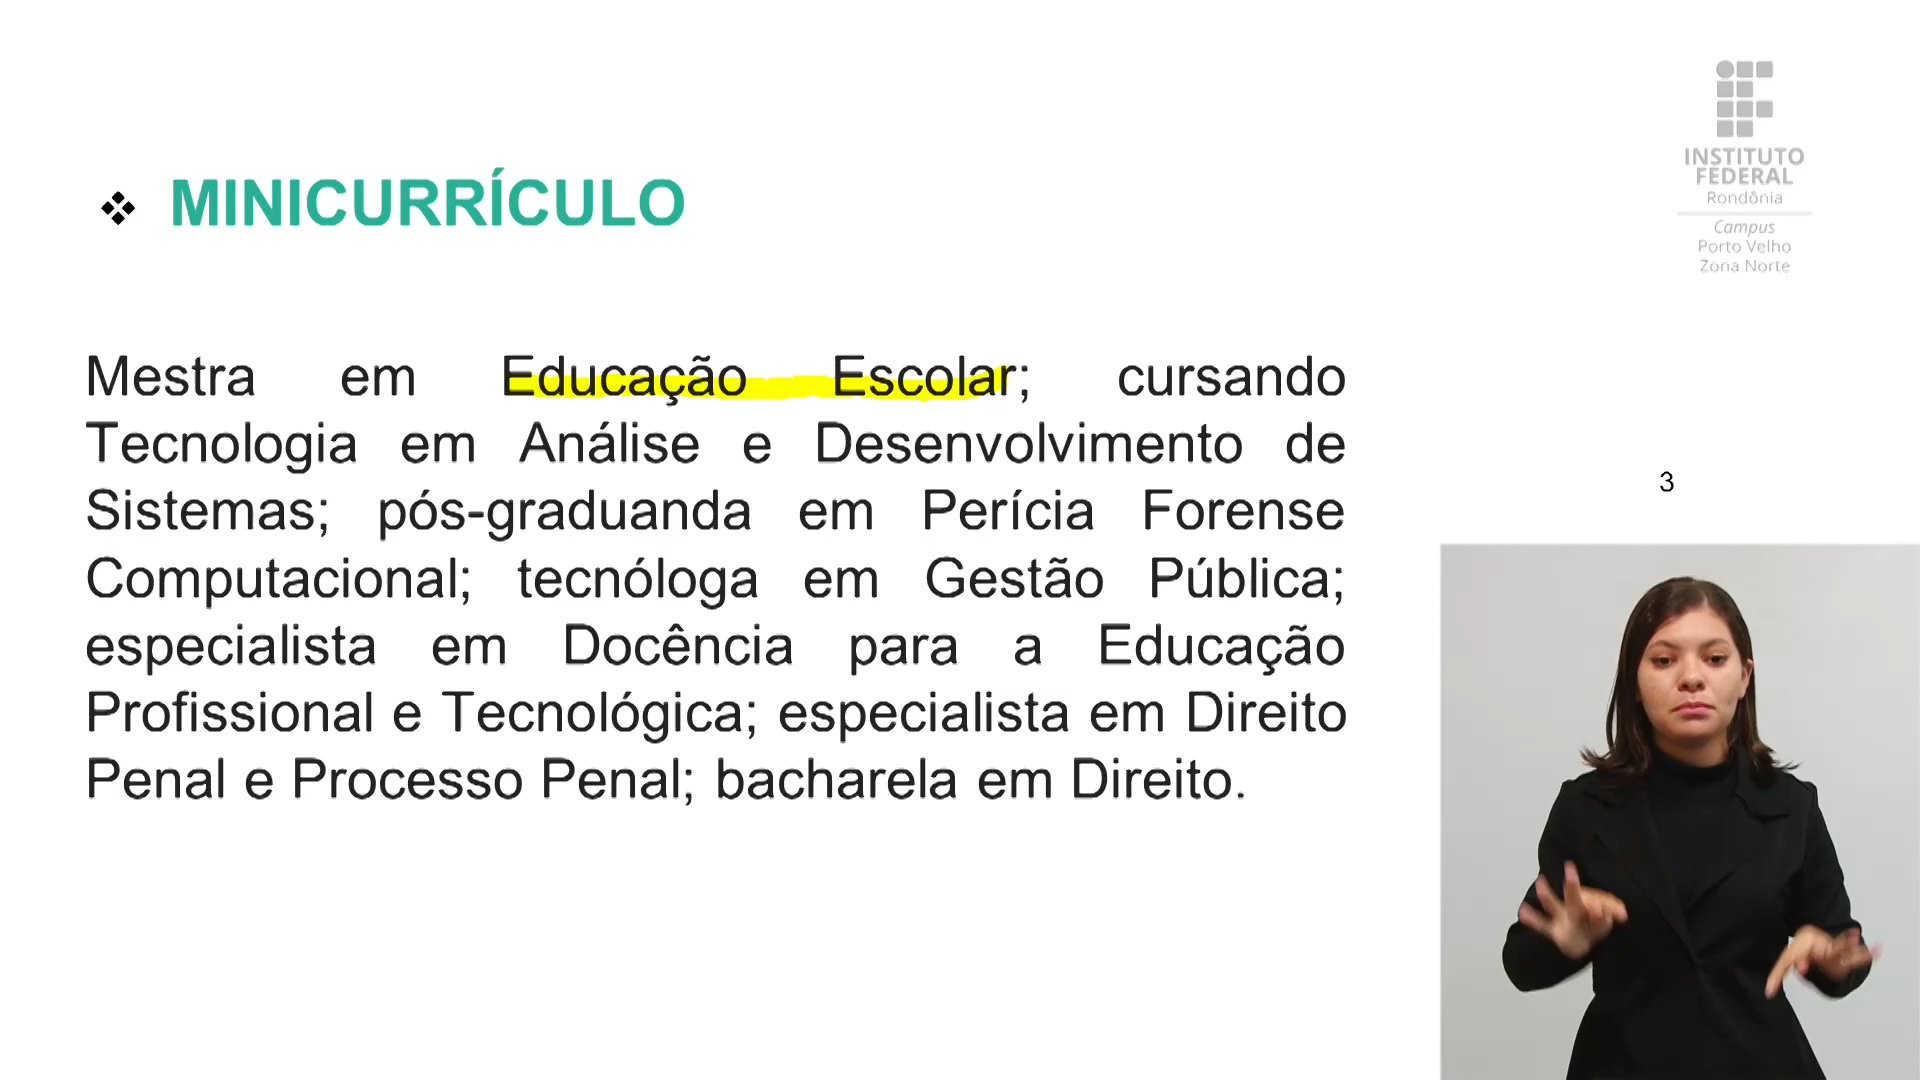 INSTITUTO
FEDERAL
Rondônia
Campus
Porto Velho
Zona Norte
MINICURRÍCULO
Mestra em Educação Escolar; cursando
Tecnologia em Análise e Desenvolvimento de
Sistemas; pós-graduanda em Perícia Forense
Computacional; tecnóloga em Gestão Pública;
especialista em Docência para a Educação
Profissional e Tecnológica; especialista em Direito
Penal e Processo Penal; bacharela em Direito.
3